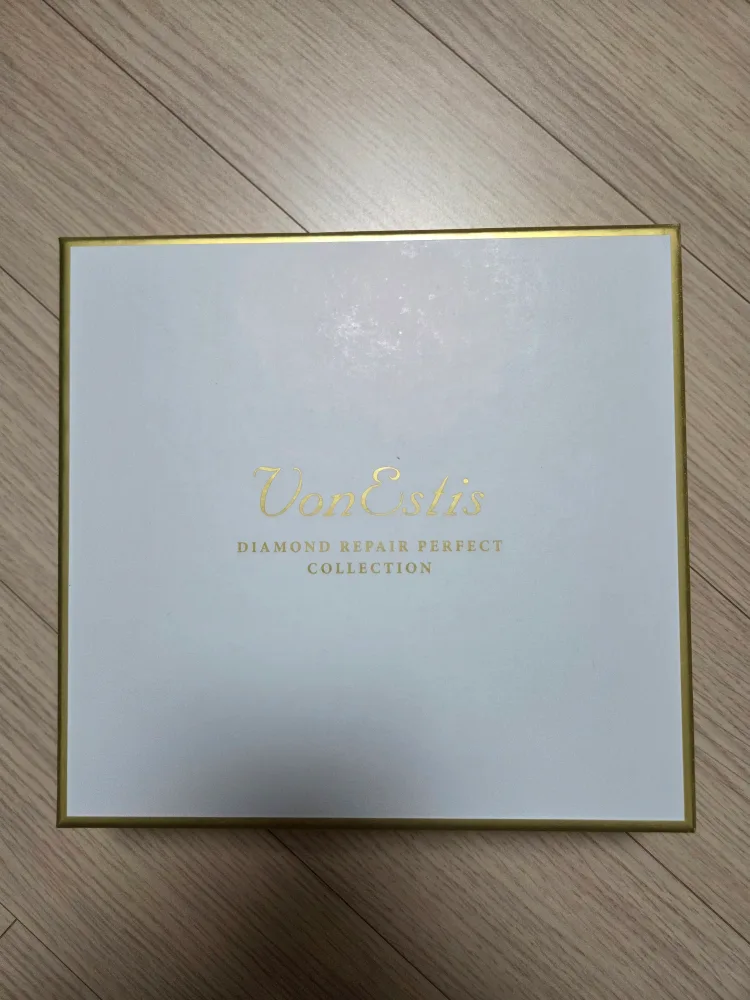 VonEstis
DIAMOND REPAIR PERFECT
COLLECTION